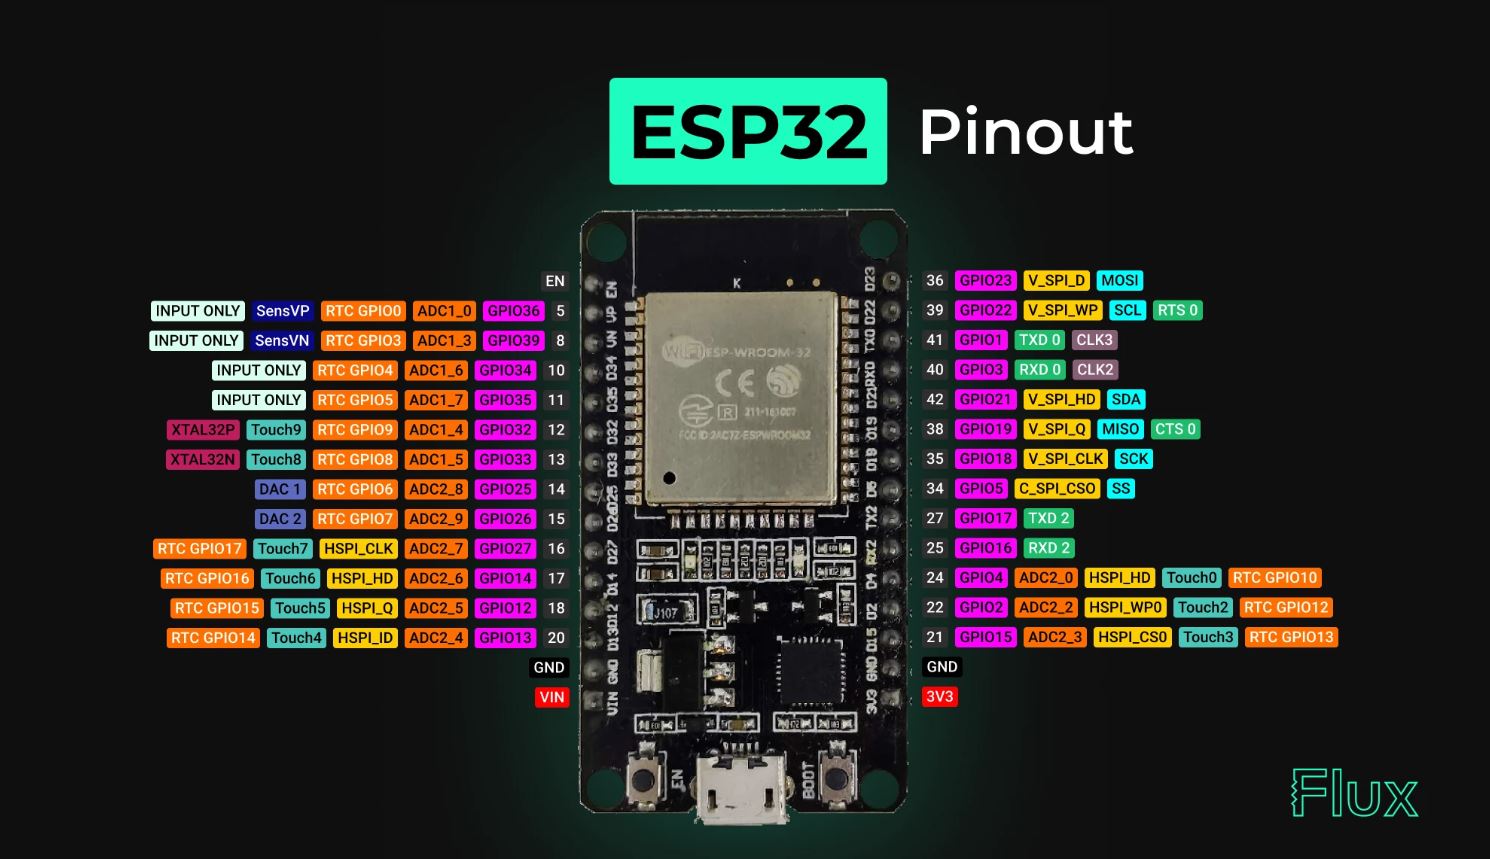 ESP32 Pinout
EN
INPUT ONLY SensVP RTC GPIO0 ADC1_0 GPIO36 5
INPUT ONLY SensVN RTC GPIO3 ADC1_3 GPIO39 8
INPUT ONLY RTC GPIO4 ADC1_6 GPIO34 10
INPUT ONLY RTC GPIO5 ADC1_7 GPIO35 11
XTAL32P Touch9 RTC GPIO9 ADC1_4 GPIO32 12
XTAL32N Touch8 RTC GPIO8 ADC1_5 GPIO33 13
DAC 1 RTC GPIO6 ADC2_8 GPIO25 14
DAC 2 RTC GPIO7 ADC2_9 GPIO26 15
RTC GPIO17 Touch7 HSPI_CLK ADC2_7 GPIO27 16
RTC GPIO16 Touch6 HSPI_HD ADC2_6 GPIO14 17
RTC GPIO15 Touch5 HSPI_Q ADC2_5 GPIO12 18
RTC GPIO14 Touch4 HSPI_ID ADC2_4 GPIO13 20
GND
VIN
EN
VP
VN
D34
D35
D32
D33
D25
D26
D27
D14
D12
D13
GND
VIN
K
WiFi ESP-WROOM-32
CE
R 211-161007
FCC ID:2AC7Z-ESPWROOM32
J107
EN
BOOT
D23
D22
TX0
RX0
D21
D19
D5
TX2
RX2
D4
D2
D15
GND
3V3
36 GPIO23 V_SPI_D MOSI
39 GPIO22 V_SPI_WP SCL RTS 0
41 GPIO1 TXD 0 CLK3
40 GPIO3 RXD 0 CLK2
42 GPIO21 V_SPI_HD SDA
38 GPIO19 V_SPI_Q MISO CTS 0
35 GPIO18 V_SPI_CLK SCK
34 GPIO5 C_SPI_CSO SS
27 GPIO17 TXD 2
25 GPIO16 RXD 2
24 GPIO4 ADC2_0 HSPI_HD Touch0 RTC GPIO10
22 GPIO2 ADC2_2 HSPI_WP0 Touch2 RTC GPIO12
21 GPIO15 ADC2_3 HSPI_CS0 Touch3 RTC GPIO13
GND
3V3
Flux